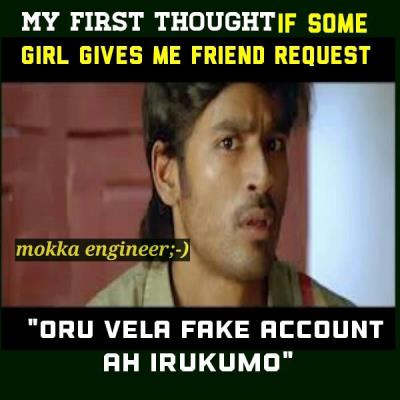 MY FIRST THOUGHT IF SOME
GIRL GIVES ME FRIEND REQUEST
mokka engineer;-)
"ORU VELA FAKE ACCOUNT
AH IRUKUMO"